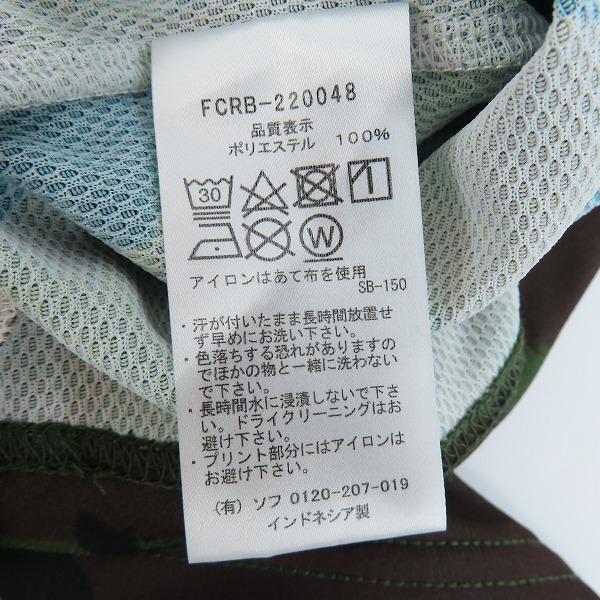 FCRB-220048
品質表示
ポリエステル 100%
30
W
アイロンはあて布を使用
SB-150
・汗が付いたまま長時間放置せ
ず早めにお洗い下さい。
・色落ちする恐れがありますの
でほかの物と一緒に洗わない
で下さい。
・長時間水に浸漬しないで下さ
い。ドライクリーニングはお
避け下さい。
・プリント部分にはアイロンは
お避け下さい。
(有) ソフ 0120-207-019
インドネシア製